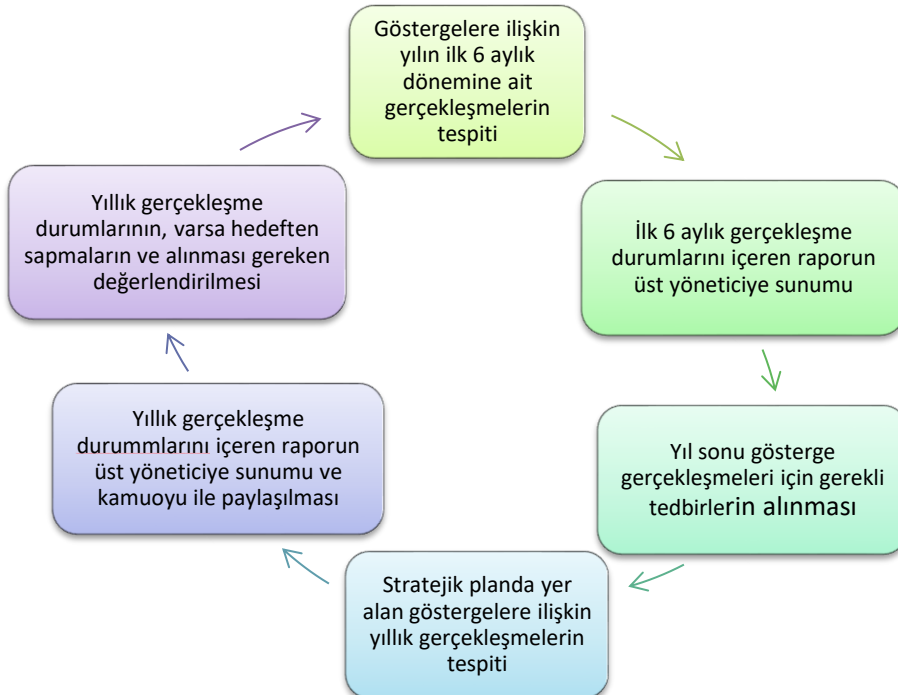 Göstergelere ilişkin
yılın ilk 6 aylık
dönemine ait
gerçekleşmelerin
tespiti
İlk 6 aylık gerçekleşme
durumlarını içeren raporun
üst yöneticiye sunumu
Yıl sonu gösterge
gerçekleşmeleri için gerekli
tedbirlerin alınması
Stratejik planda yer
alan göstergelere ilişkin
yıllık gerçekleşmelerin
tespiti
Yıllık gerçekleşme
durummlarını içeren raporun
üst yöneticiye sunumu ve
kamuoyu ile paylaşılması
Yıllık gerçekleşme
durumlarının, varsa hedeften
sapmaların ve alınması gereken
değerlendirilmesi